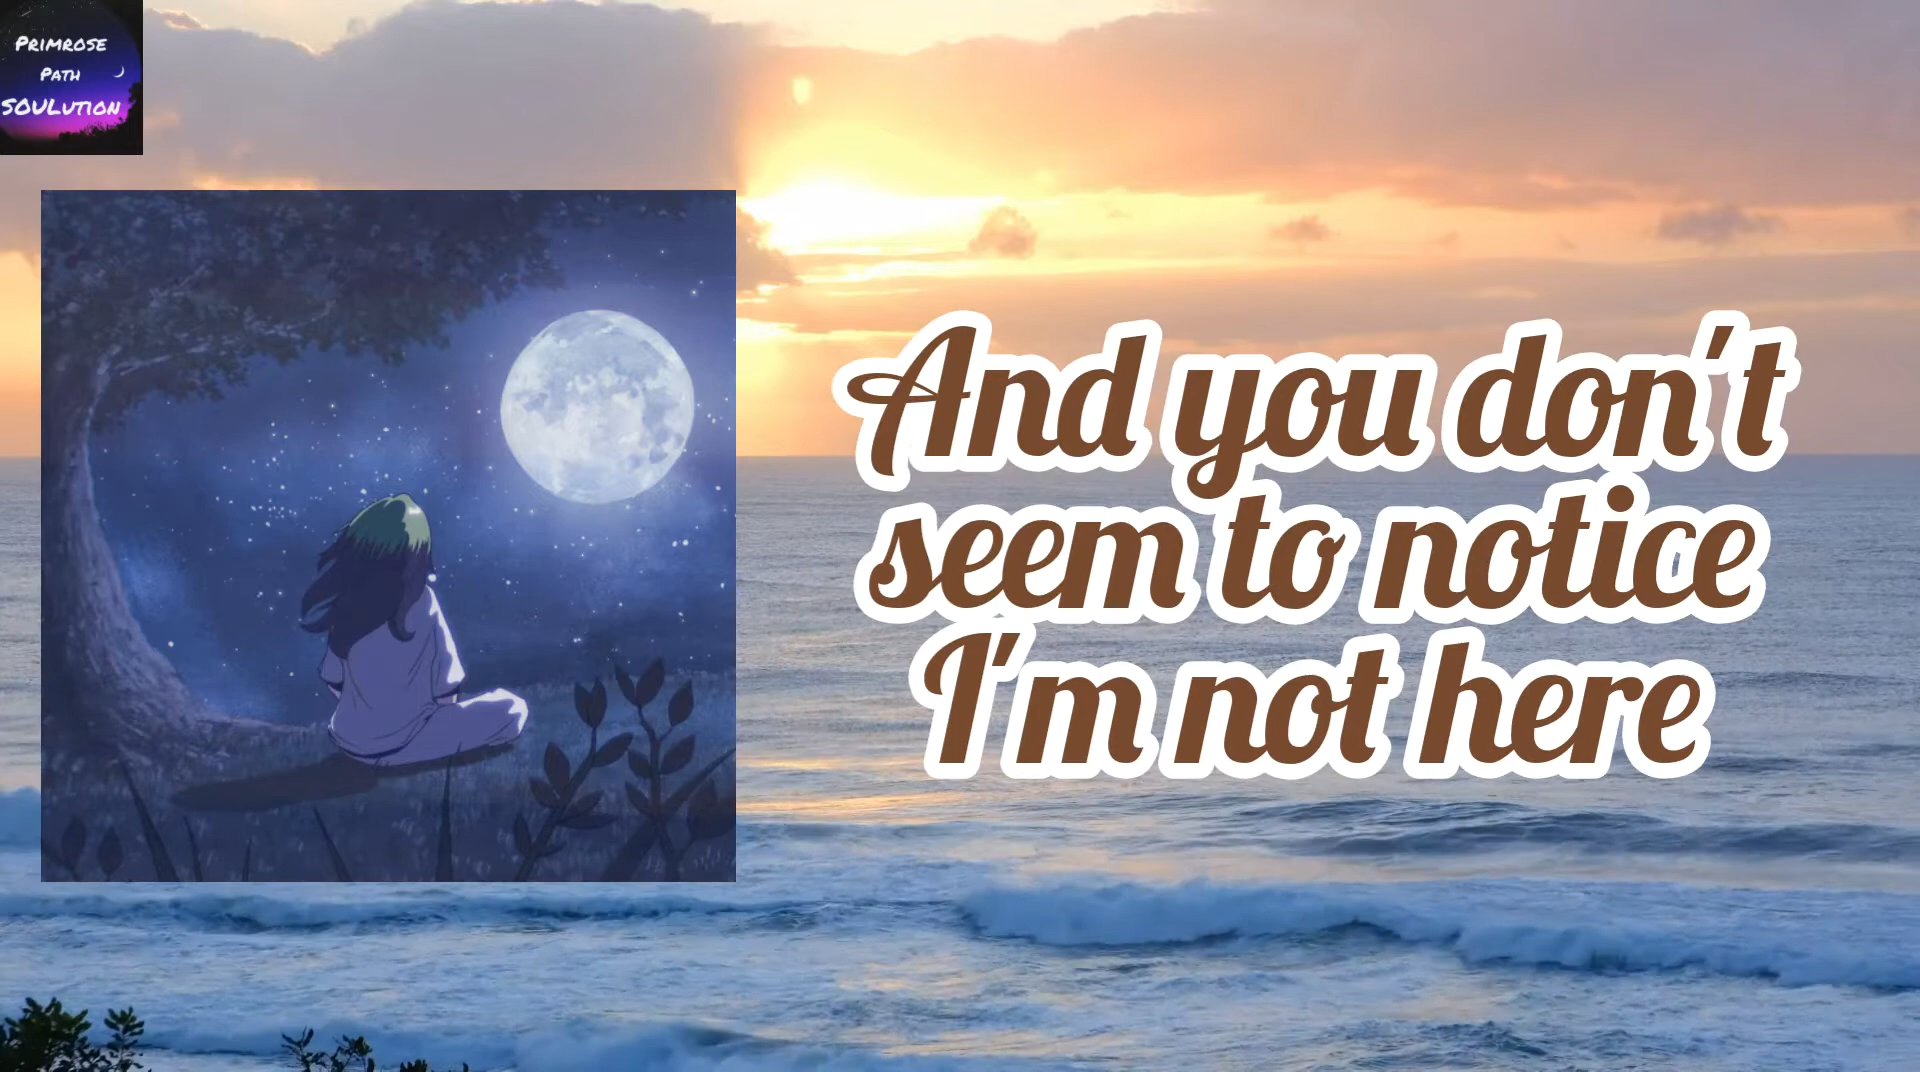 Primrose
Path
SOULution
And you don't
seem to notice
I'm not here